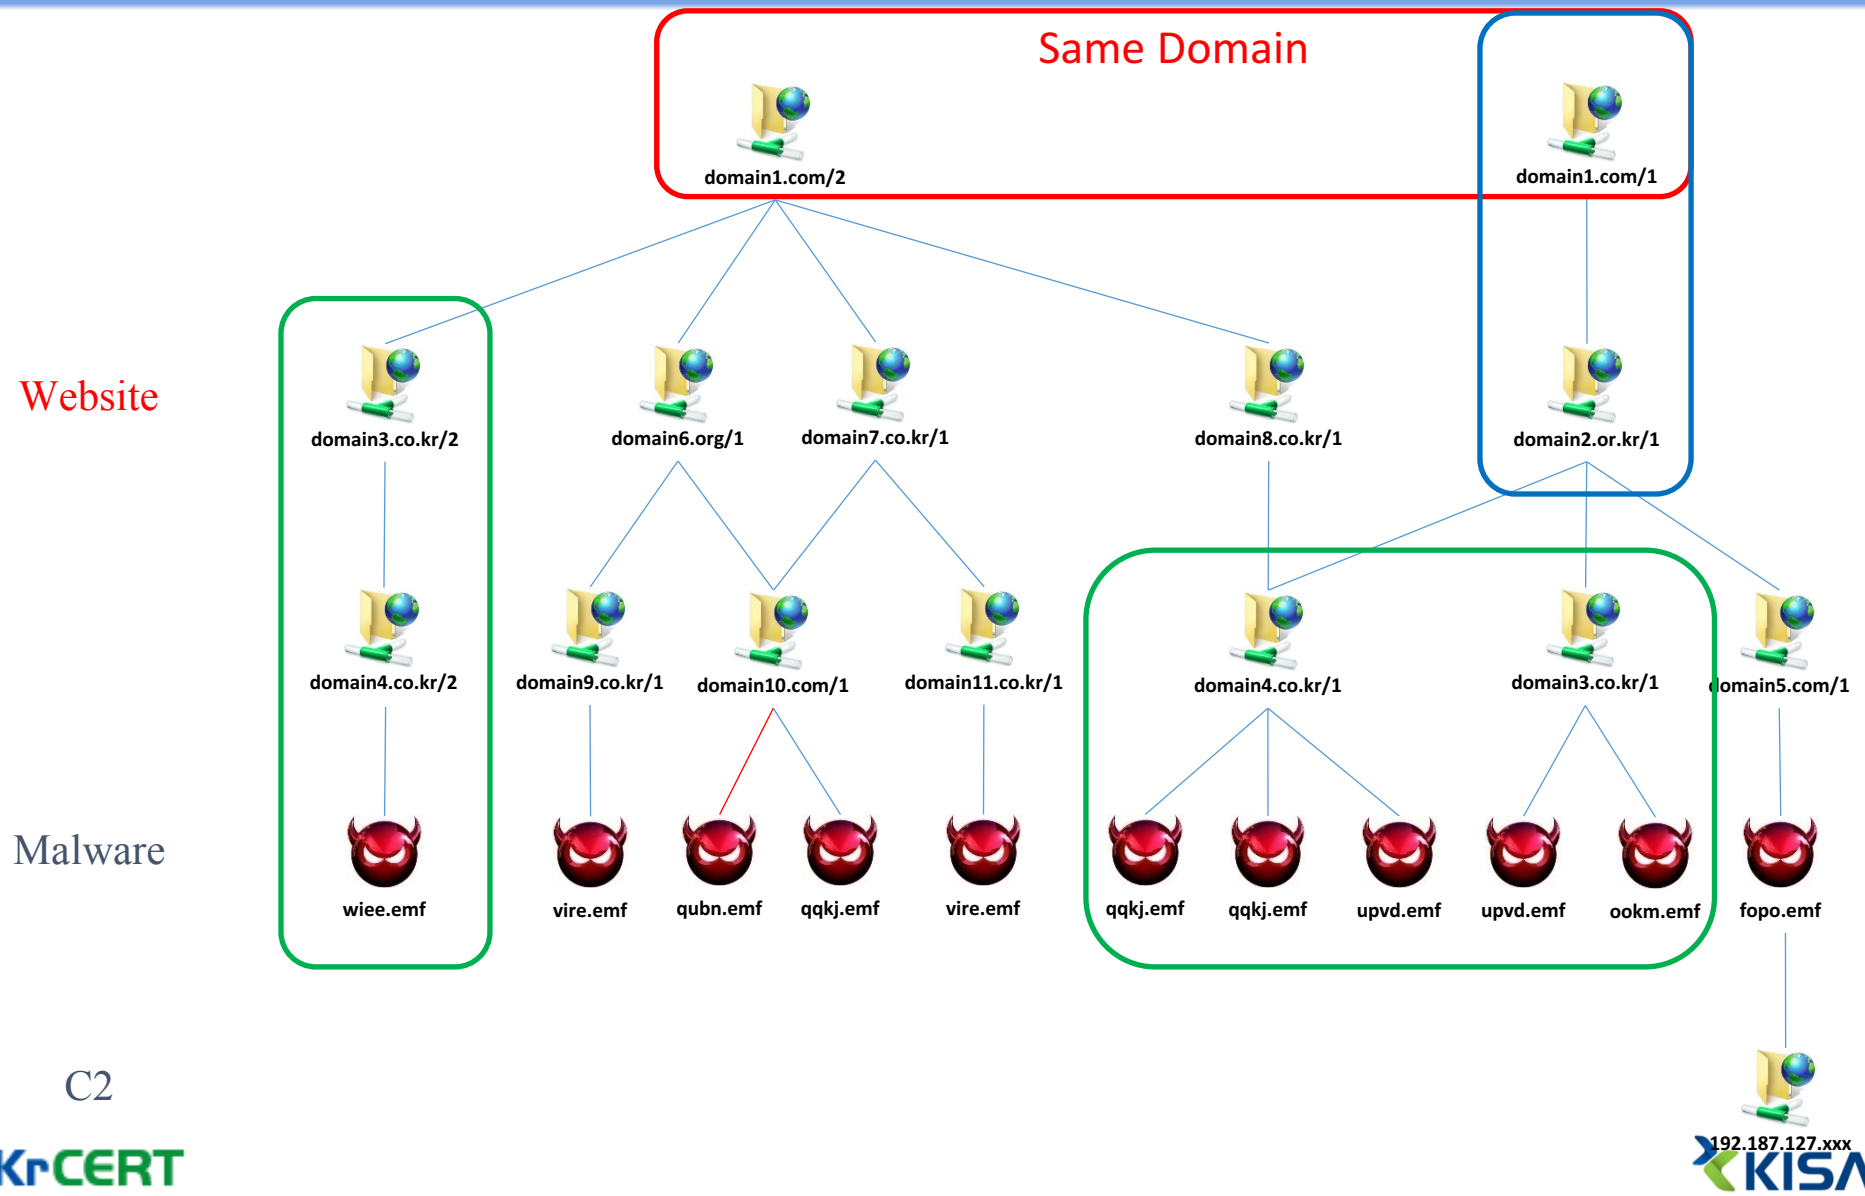 Same Domain
domain1.com/2
domain1.com/1
Website
domain3.co.kr/2
domain6.org/1
domain7.co.kr/1
domain8.co.kr/1
domain2.or.kr/1
domain4.co.kr/2
domain9.co.kr/1
domain10.com/1
domain11.co.kr/1
domain4.co.kr/1
domain3.co.kr/1
domain5.com/1
Malware
wiee.emf
vire.emf
qubn.emf
qqkj.emf
vire.emf
qqkj.emf
qqkj.emf
upvd.emf
upvd.emf
ookm.emf
fopo.emf
C2
192.187.127.xxx
KrCERT
KISA